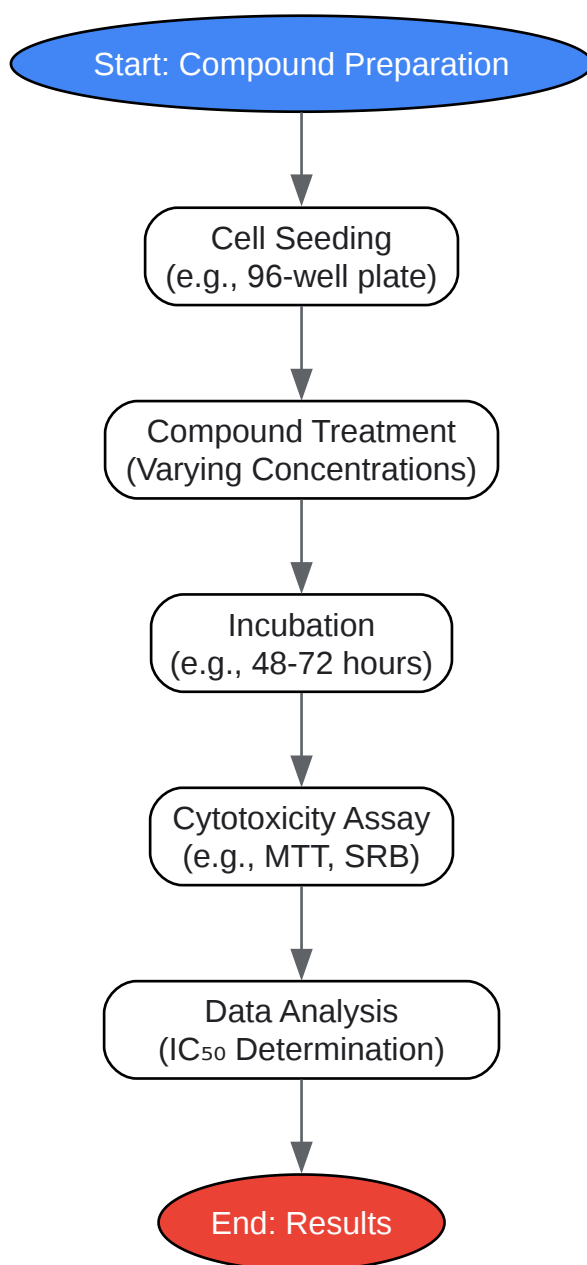 Start: Compound Preparation
Cell Seeding
(e.g., 96-well plate)
Compound Treatment
(Varying Concentrations)
Incubation
(e.g., 48-72 hours)
Cytotoxicity Assay
(e.g., MTT, SRB)
Data Analysis
(IC₅₀ Determination)
End: Results